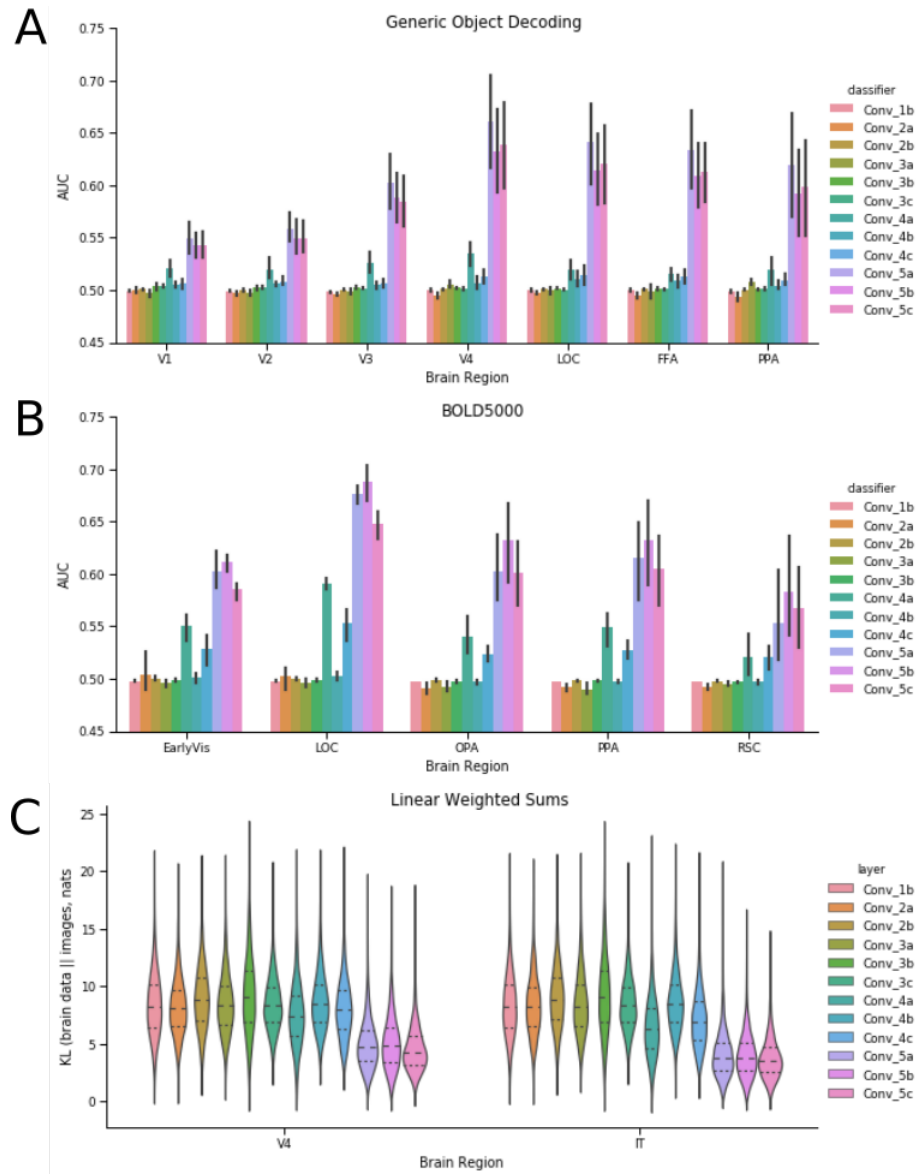 A
Generic Object Decoding
0.75
0.70
0.65
0.60
0.55
0.50
0.45
AUC
V1 V2 V3 V4 LOC FFA PPA
Brain Region
classifier
Conv_1b
Conv_2a
Conv_2b
Conv_3a
Conv_3b
Conv_3c
Conv_4a
Conv_4b
Conv_4c
Conv_5a
Conv_5b
Conv_5c
B
BOLD5000
0.75
0.70
0.65
0.60
0.55
0.50
0.45
AUC
EarlyVis LOC OPA PPA RSC
Brain Region
classifier
Conv_1b
Conv_2a
Conv_2b
Conv_3a
Conv_3b
Conv_4a
Conv_4b
Conv_4c
Conv_5a
Conv_5b
Conv_5c
C
Linear Weighted Sums
25
20
15
10
5
0
KL (brain data || images, nats
V4 IT
Brain Region
layer
Conv_1b
Conv_2a
Conv_2b
Conv_3a
Conv_3b
Conv_3c
Conv_4a
Conv_4b
Conv_4c
Conv_5a
Conv_5b
Conv_5c